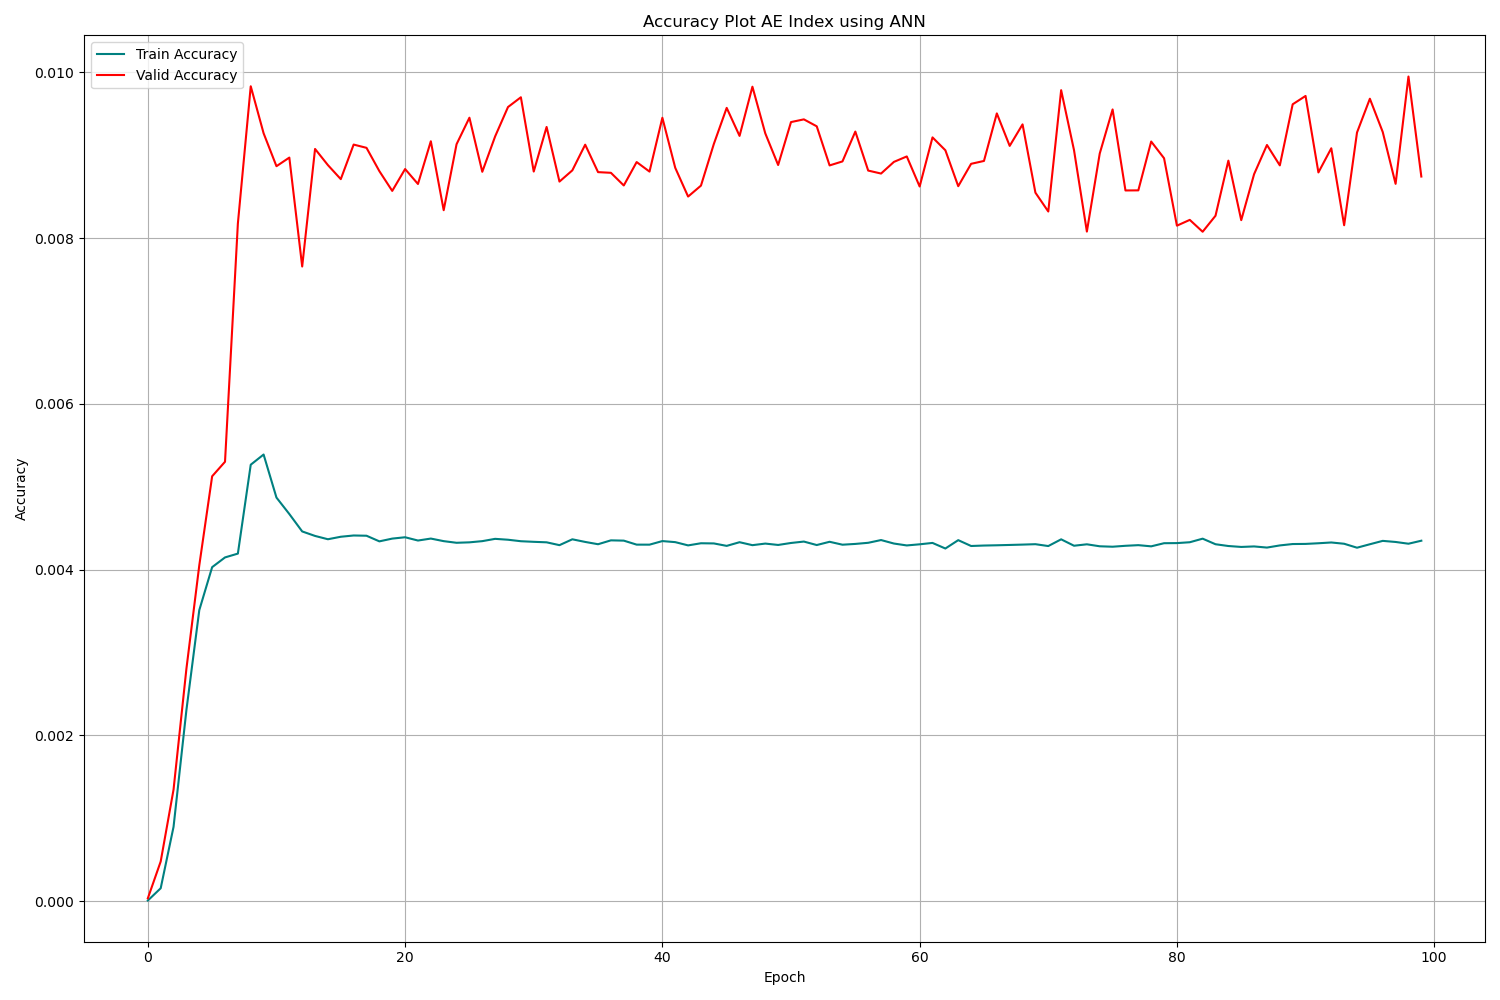 Accuracy Plot AE Index using ANN
Train Accuracy
Valid Accuracy
0.010
0.008
0.006
0.004
0.002
0.000
Accuracy
0 20 40 60 80 100
Epoch